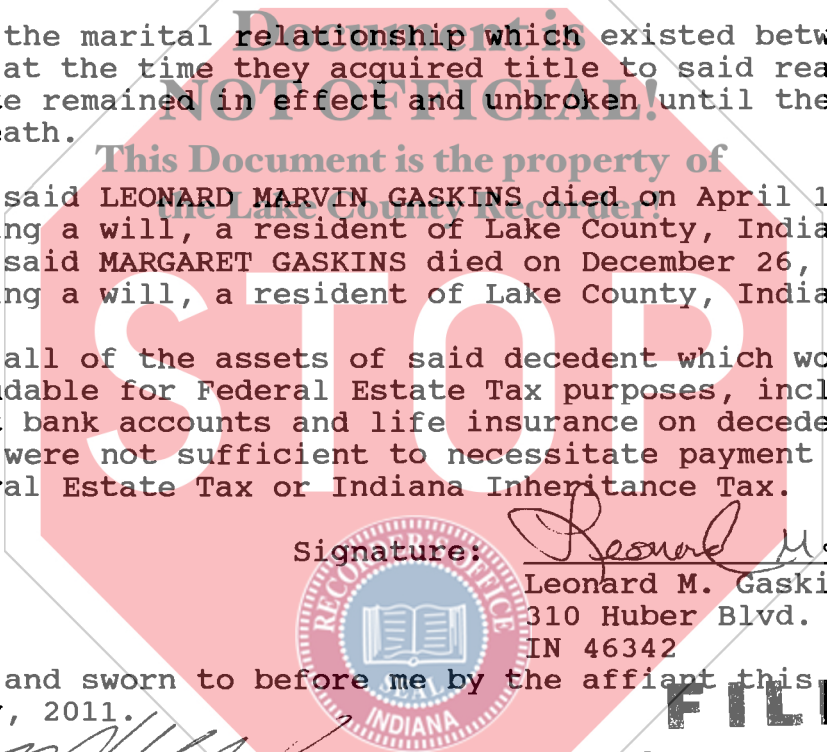 the marital relationship which existed betw
at the time they acquired title to said rea
e remained in effect and unbroken until the
eath.
said LEONARD MARVIN GASKINS died on April 1
ng a will, a resident of Lake County, India
said MARGARET GASKINS died on December 26,
ng a will, a resident of Lake County, India
all of the assets of said decedent which wo
dable for Federal Estate Tax purposes, incl
t bank accounts and life insurance on decede
were not sufficient to necessitate payment
ral Estate Tax or Indiana Inheritance Tax.
Signature: Leonard M.
Leonard M. Gaski
310 Huber Blvd.
IN 46342
and sworn to before me by the affiant this
, 2011.
FIL
Document is
NOT OFFICIAL!
This Document is the property of
the Lake County Recorder!
STOP
RECORDER'S OFFICE
SEAL
INDIANA